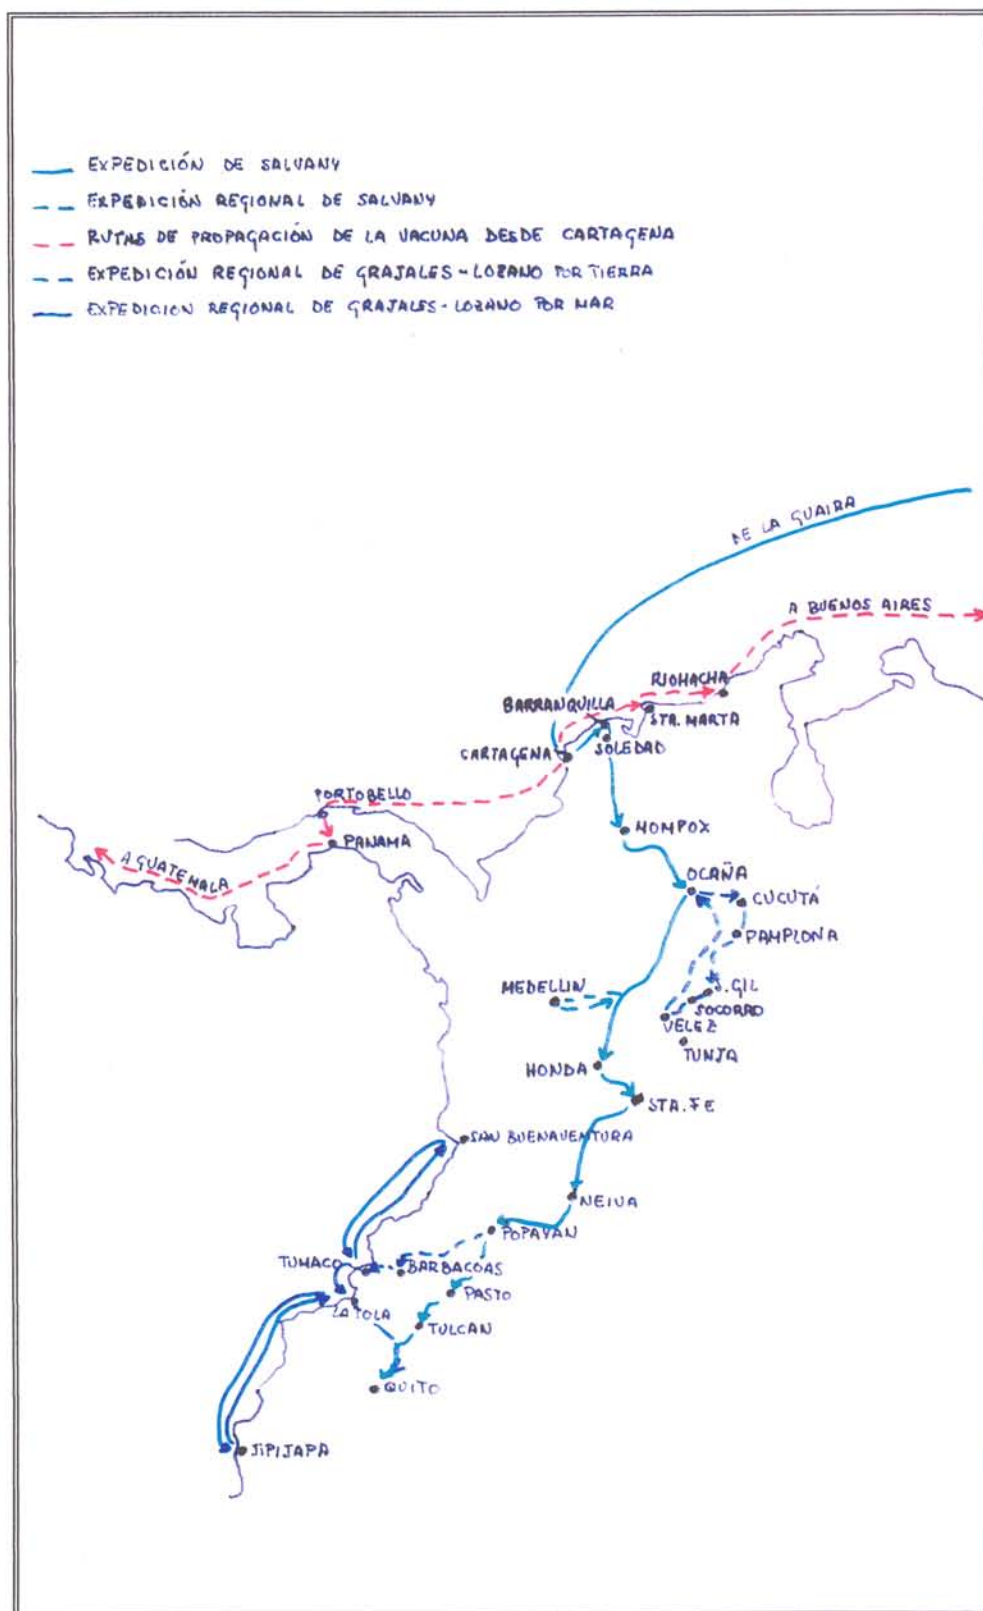 EXPEDICIÓN DE SALVANY
EXPEDICIÓN REGIONAL DE SALVANY
RUTAS DE PROPAGACIÓN DE LA VACUNA DESDE CARTAGENA
EXPEDICIÓN REGIONAL DE GRAJALES-LOZANO POR TIERRA
EXPEDICION REGIONAL DE GRAJALES-LOZANO POR MAR
DE LA GUAIRA
A BUENOS AIRES
RIOHACHA
BARRANQUILLA
STA. MARTA
CARTAGENA
SOLEDAD
PORTOBELLO
PANAMA
MOMPOX
A GUATEMALA
OCAÑA
CUCUTÁ
PAMPLONA
MEDELLIN
S. GIL
SOCORRO
VELEZ
TUNJA
HONDA
STA. FE
SAN BUENAVENTURA
NEIVA
POPAYAN
TUMACO
BARBACOAS
PASTO
LA TOLA
TULCAN
QUITO
JIPIJAPA